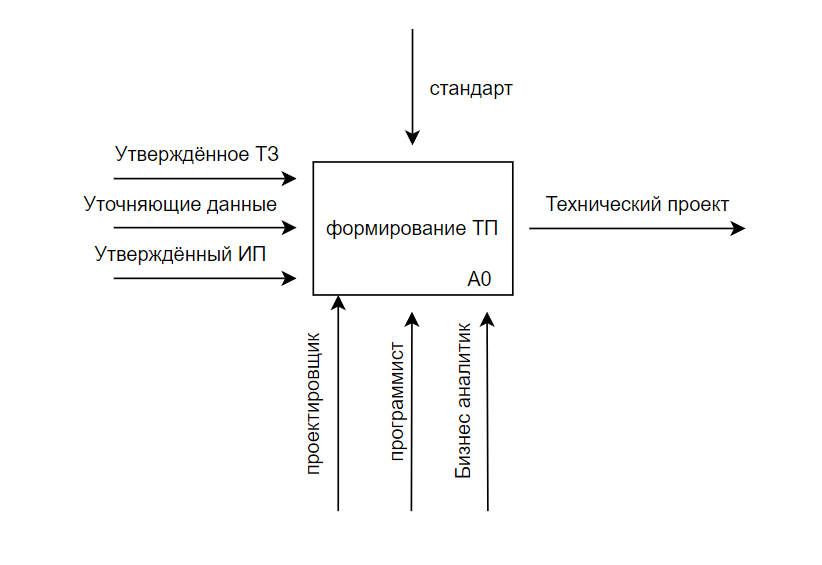 стандарт
Утверждённое ТЗ
Уточняющие данные
Утверждённый ИП
формирование ТП
А0
Технический проект
проектировщик
программист
Бизнес аналитик